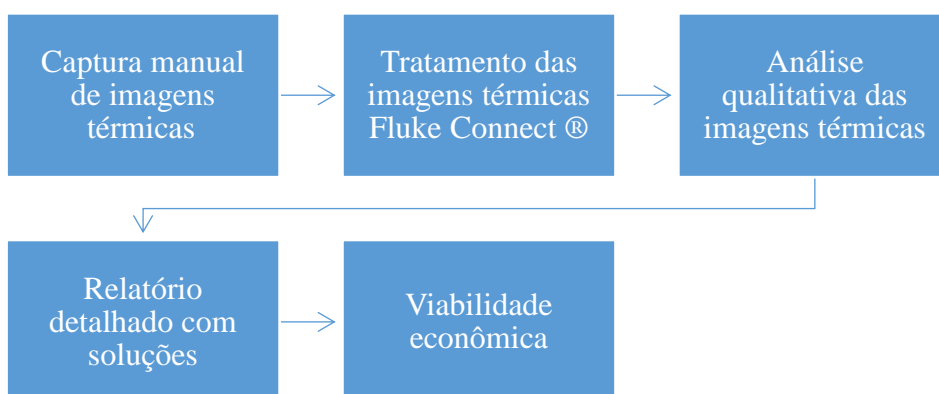 Captura manual
de imagens
térmicas
Tratamento das
imagens térmicas
Fluke Connect ®
Análise
qualitativa das
imagens térmicas
Relatório
detalhado com
soluções
Viabilidade
econômica